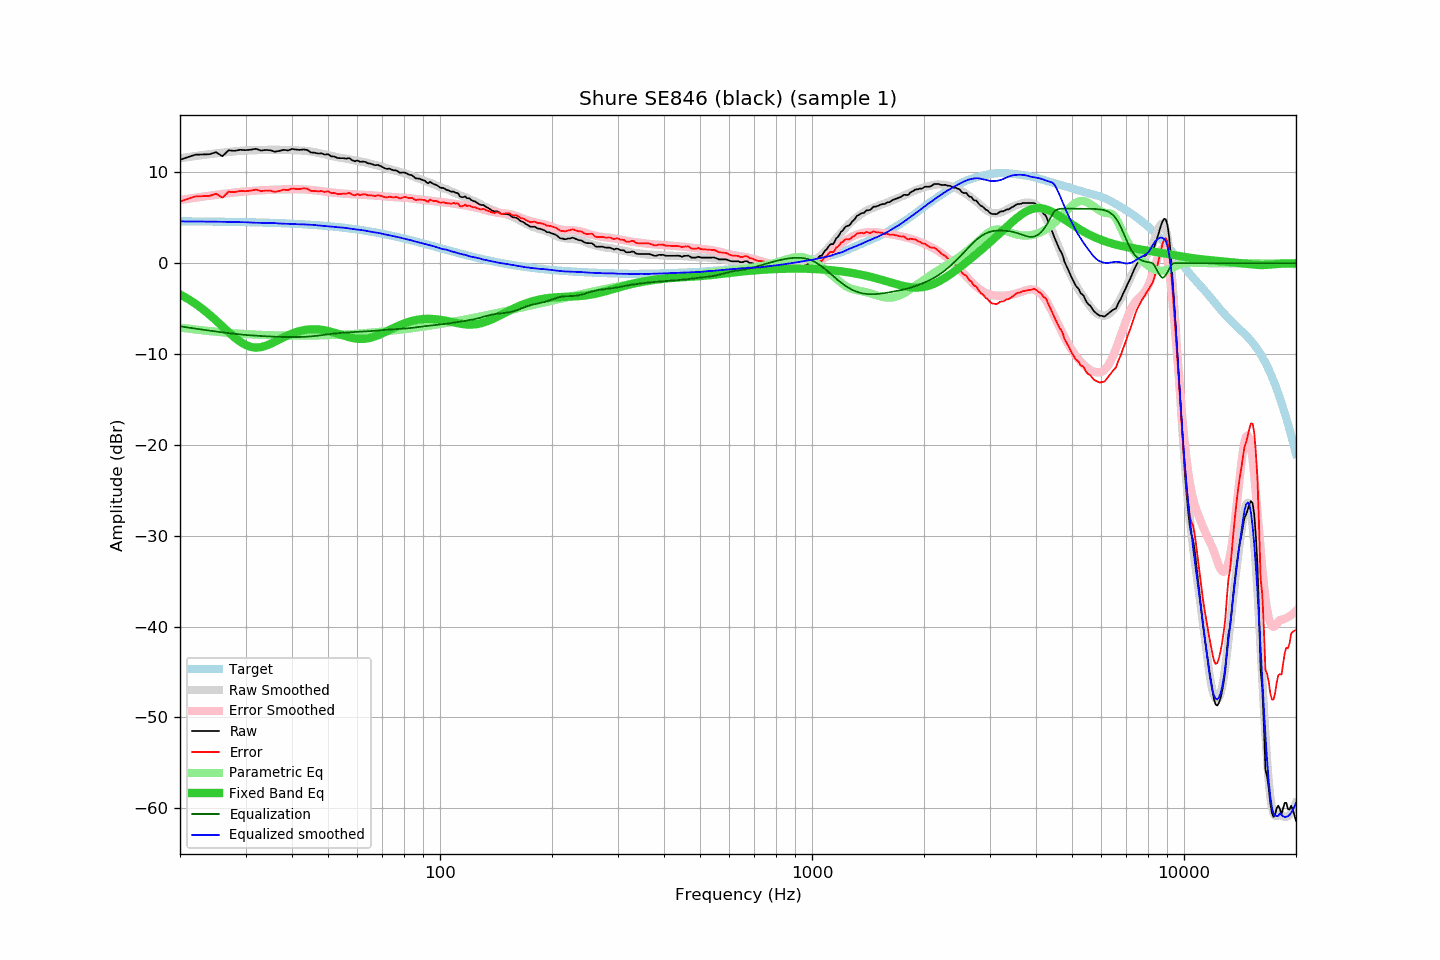 Shure SE846 (black) (sample 1)
10
0
−10
−20
−30
−40
−50
−60
Amplitude (dBr)
Target
Raw Smoothed
Error Smoothed
Raw
Error
Parametric Eq
Fixed Band Eq
Equalization
Equalized smoothed
100 1000 10000
Frequency (Hz)